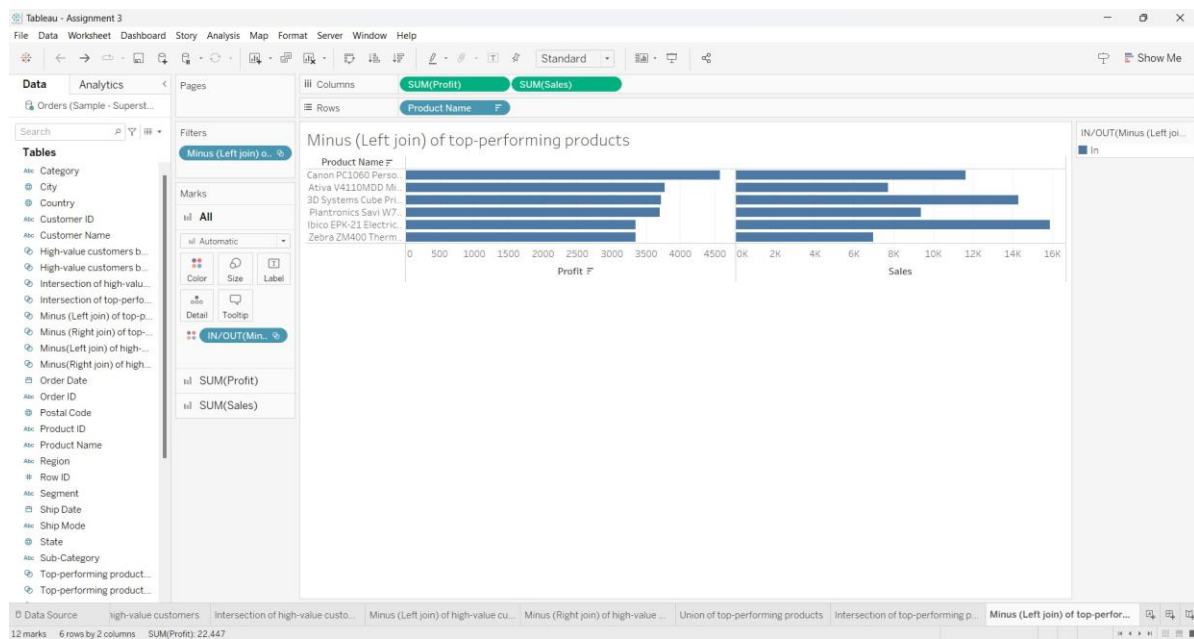 Tableau - Assignment 3
File Data Worksheet Dashboard Story Analysis Map Format Server Window Help
Standard
Show Me
Data Analytics
Orders (Sample - Superst...
Search
Tables
Category
City
Country
Customer ID
Customer Name
High-value customers b...
High-value customers b...
Intersection of high-valu...
Intersection of top-perfo...
Minus (Left join) of top-p...
Minus (Right join) of top-...
Minus(Left join) of high-...
Minus(Right join) of high...
Order Date
Order ID
Postal Code
Product ID
Product Name
Region
Row ID
Segment
Ship Date
Ship Mode
State
Sub-Category
Top-performing product...
Top-performing product...
Pages
Filters
Minus (Left join) o..
Marks
All
Automatic
Color Size Label
Detail Tooltip
IN/OUT(Min..
SUM(Profit)
SUM(Sales)
Columns SUM(Profit) SUM(Sales)
Rows Product Name
Minus (Left join) of top-performing products
Product Name
Canon PC1060 Perso..
Ativa V4110MDD Mi..
3D Systems Cube Pri..
Plantronics Savi W7..
Ibico EPK-21 Electric..
Zebra ZM400 Therm..
0 500 1000 1500 2000 2500 3000 3500 4000 4500 0K 2K 4K 6K 8K 10K 12K 14K 16K
Profit Sales
IN/OUT(Minus (Left joi...
In
Data Source high-value customers Intersection of high-value custo... Minus (Left join) of high-value cu... Minus (Right join) of high-value ... Union of top-performing products Intersection of top-performing p... Minus (Left join) of top-perfor...
12 marks 6 rows by 2 columns SUM(Profit): 22,447